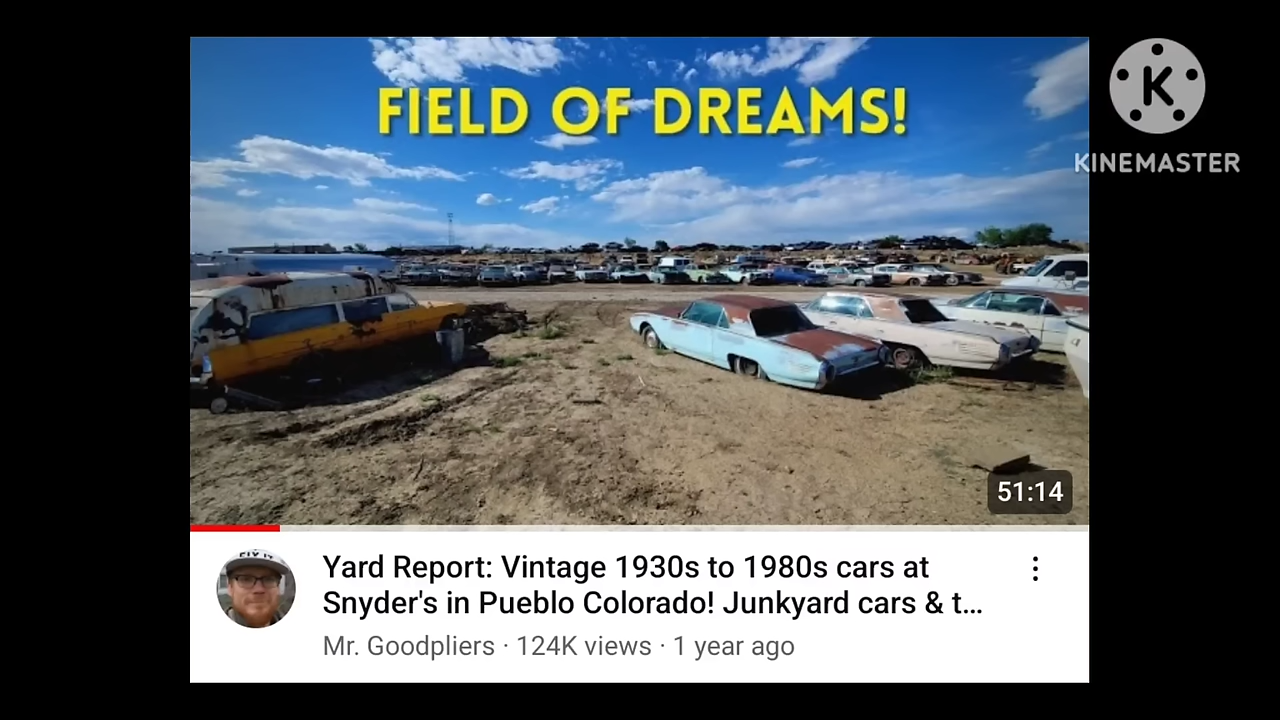 FIELD OF DREAMS!
K
KINEMASTER
51:14
Yard Report: Vintage 1930s to 1980s cars at
Snyder's in Pueblo Colorado! Junkyard cars & t...
Mr. Goodpliers · 124K views · 1 year ago